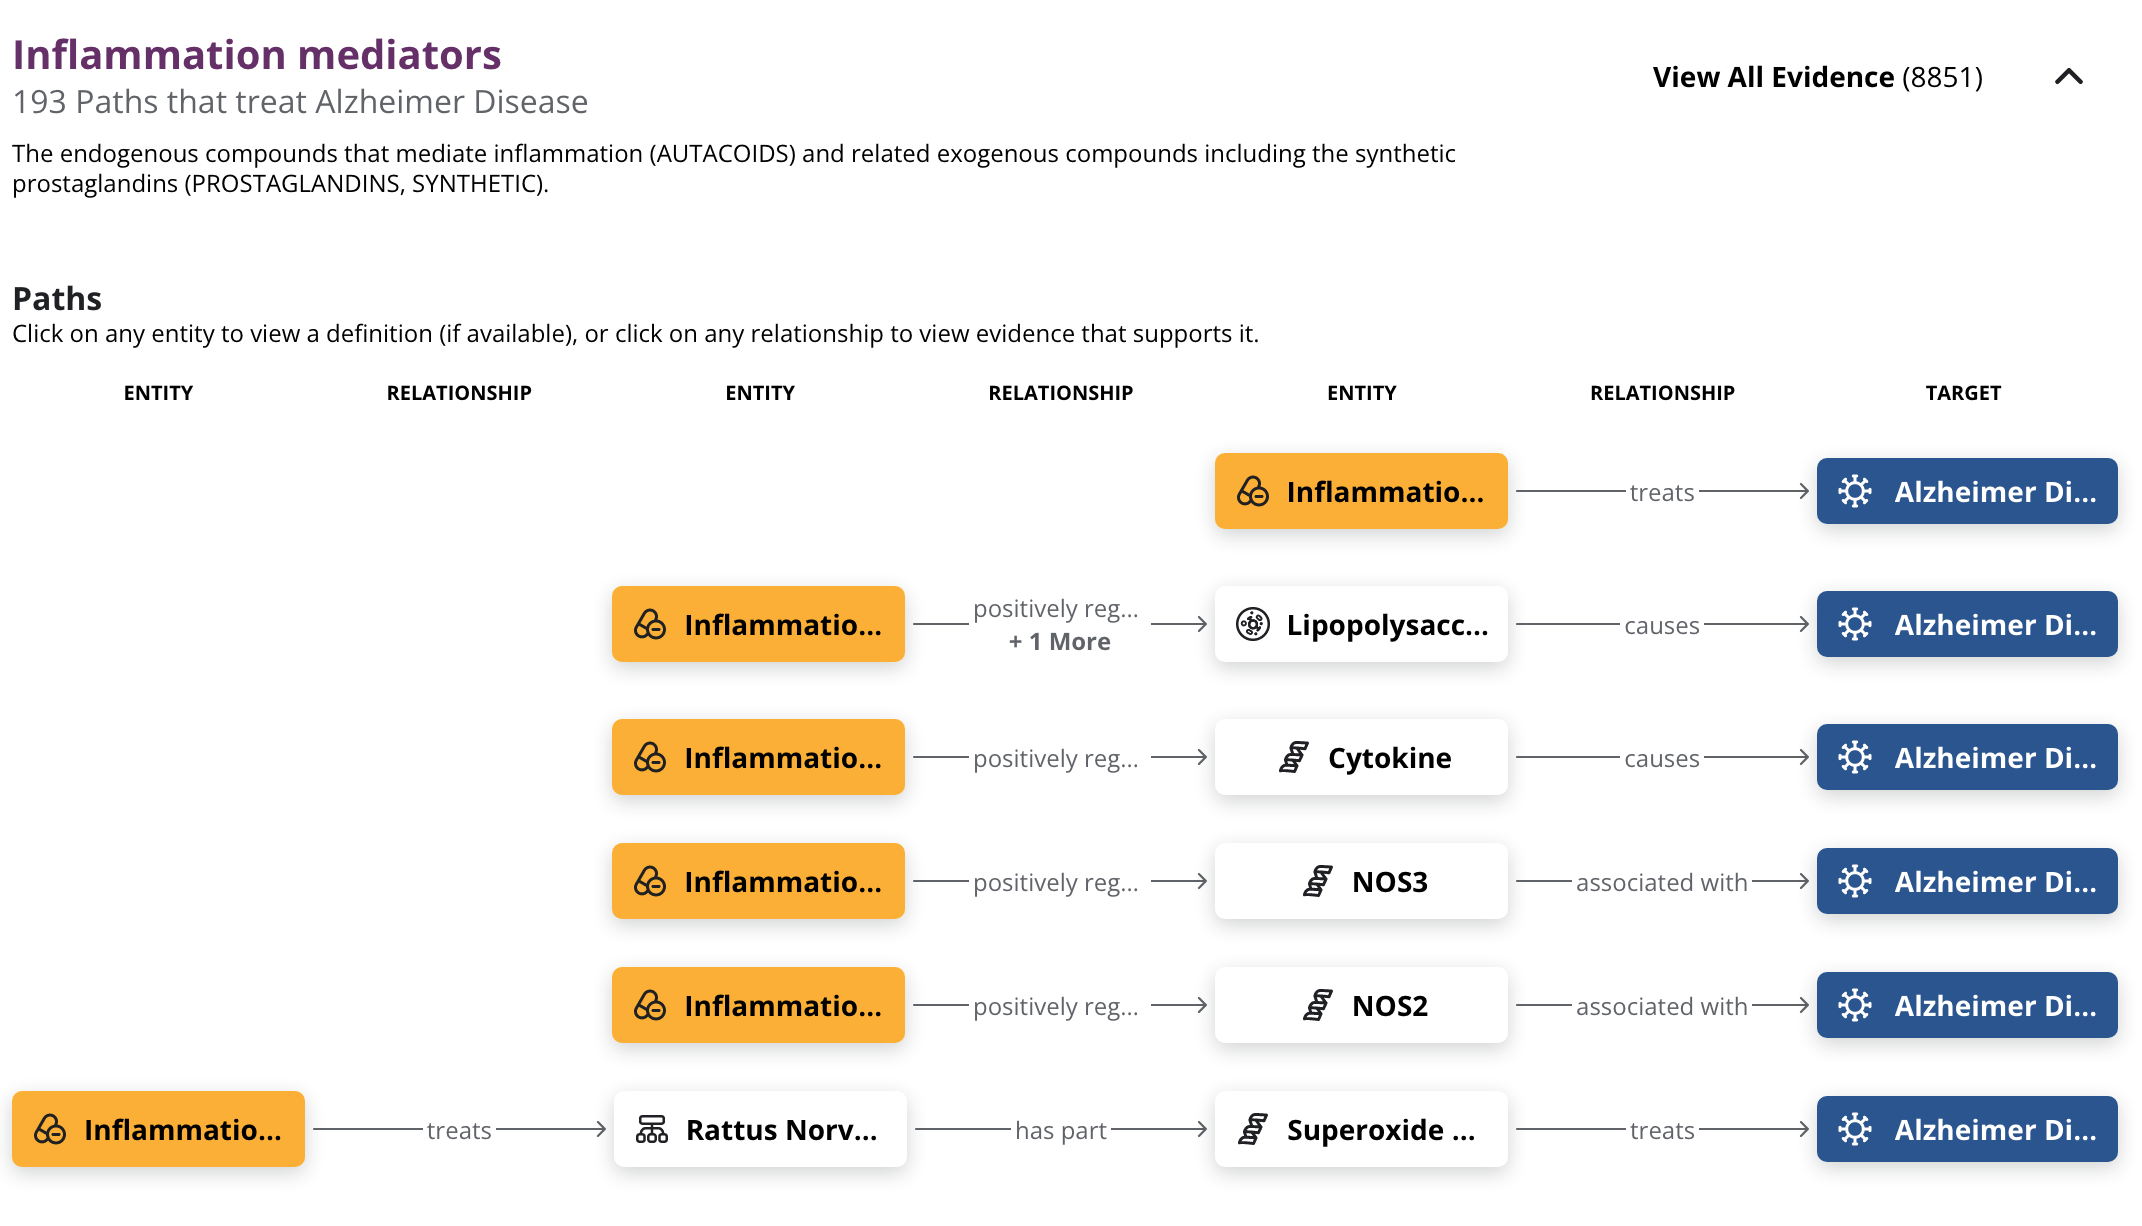 Inflammation mediators
193 Paths that treat Alzheimer Disease
View All Evidence (8851)
The endogenous compounds that mediate inflammation (AUTACOIDS) and related exogenous compounds including the synthetic
prostaglandins (PROSTAGLANDINS, SYNTHETIC).
Paths
Click on any entity to view a definition (if available), or click on any relationship to view evidence that supports it.
ENTITY RELATIONSHIP ENTITY RELATIONSHIP ENTITY RELATIONSHIP TARGET
Inflammatio... treats Alzheimer Di...
Inflammatio... positively reg... + 1 More Lipopolysacc... causes Alzheimer Di...
Inflammatio... positively reg... Cytokine causes Alzheimer Di...
Inflammatio... positively reg... NOS3 associated with Alzheimer Di...
Inflammatio... positively reg... NOS2 associated with Alzheimer Di...
Inflammatio... treats Rattus Norv... has part Superoxide ... treats Alzheimer Di...